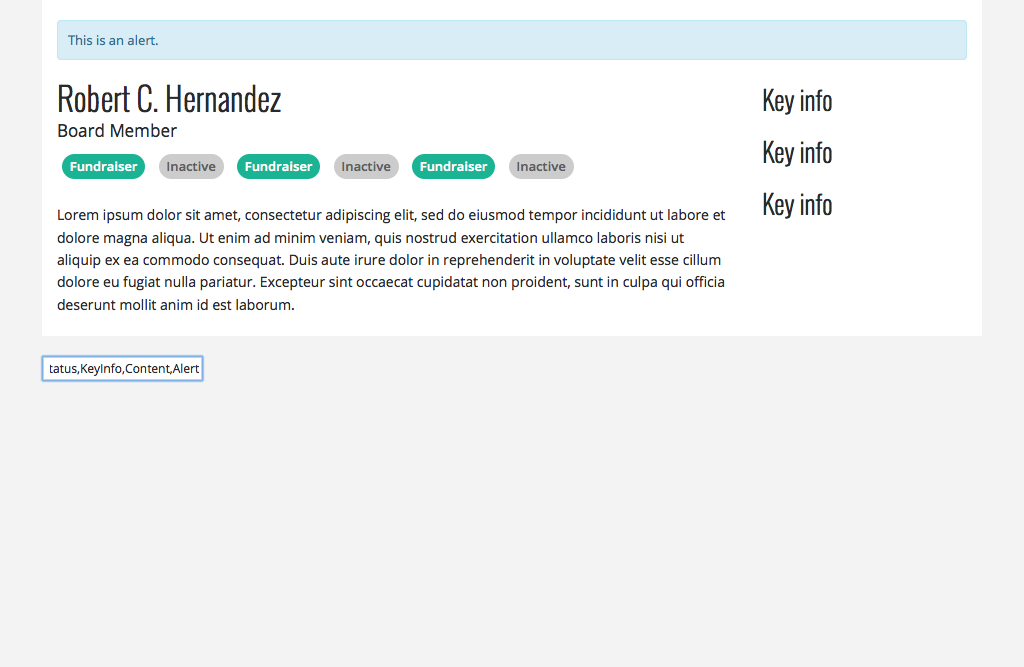 This is an alert.
Robert C. Hernandez
Board Member
Fundraiser Inactive Fundraiser Inactive Fundraiser Inactive
Lorem ipsum dolor sit amet, consectetur adipiscing elit, sed do eiusmod tempor incididunt ut labore et
dolore magna aliqua. Ut enim ad minim veniam, quis nostrud exercitation ullamco laboris nisi ut
aliquip ex ea commodo consequat. Duis aute irure dolor in reprehenderit in voluptate velit esse cillum
dolore eu fugiat nulla pariatur. Excepteur sint occaecat cupidatat non proident, sunt in culpa qui officia
deserunt mollit anim id est laborum.
Key info
Key info
Key info
tatus,KeyInfo,Content,Alert